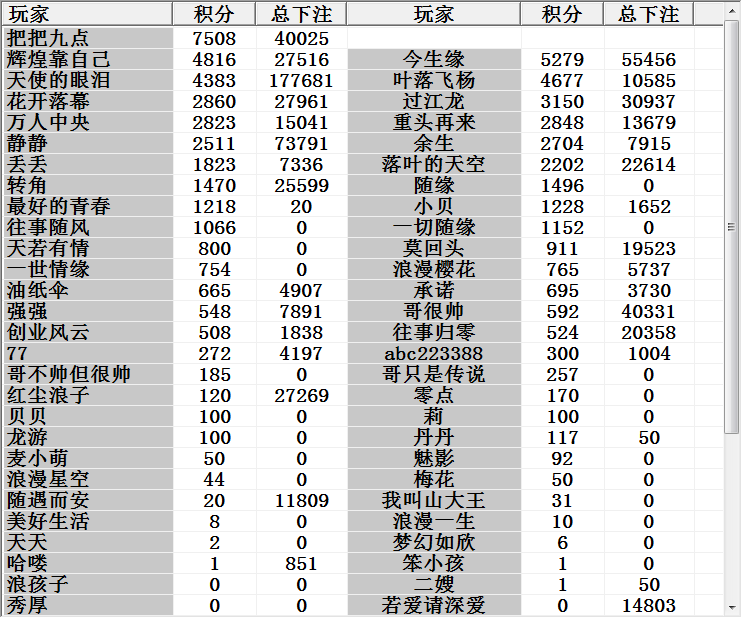 玩家 积分 总下注 玩家 积分 总下注
把把九点 7508 40025
辉煌靠自己 4816 27516 今生缘 5279 55456
天使的眼泪 4383 177681 叶落飞杨 4677 10585
花开落幕 2860 27961 过江龙 3150 30937
万人中央 2823 15041 重头再来 2848 13679
静静 2511 73791 余生 2704 7915
丢丢 1823 7336 落叶的天空 2202 22614
转角 1470 25599 随缘 1496 0
最好的青春 1218 20 小贝 1228 1652
往事随风 1066 0 一切随缘 1152 0
天若有情 800 0 莫回头 911 19523
一世情缘 754 0 浪漫樱花 765 5737
油纸伞 665 4907 承诺 695 3730
强强 548 7891 哥很帅 592 40331
创业风云 508 1838 往事归零 524 20358
77 272 4197 abc223388 300 1004
哥不帅但很帅 185 0 哥只是传说 257 0
红尘浪子 120 27269 零点 170 0
贝贝 100 0 莉 100 0
龙游 100 0 丹丹 117 50
麦小萌 50 0 魅影 92 0
浪漫星空 44 0 梅花 50 0
随遇而安 20 11809 我叫山大王 31 0
美好生活 8 0 浪漫一生 10 0
天天 2 0 梦幻如欣 6 0
哈喽 1 851 笨小孩 1 0
浪孩子 0 0 二嫂 1 50
秀厚 0 0 若爱请深爱 0 14803